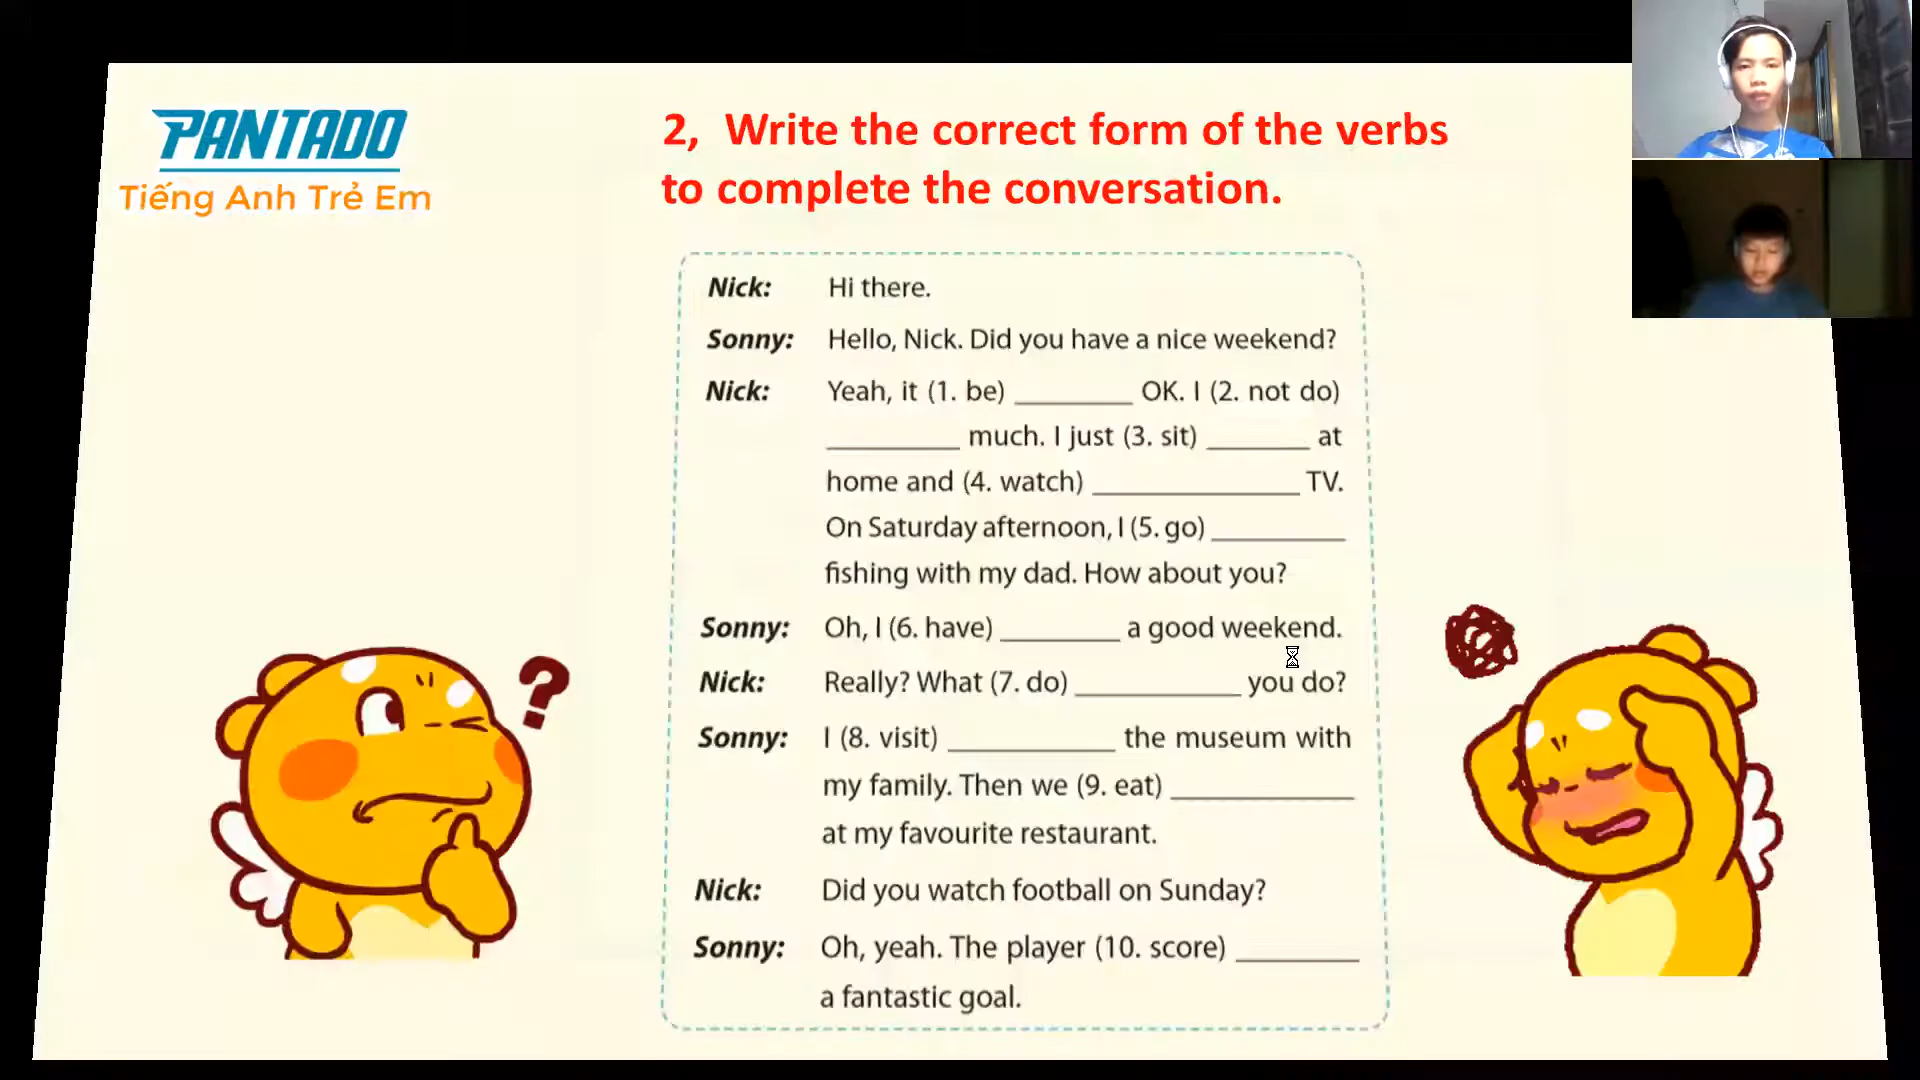 PANTADO
Tiếng Anh Trẻ Em
2, Write the correct form of the verbs
to complete the conversation.
Nick: Hi there.
Sonny: Hello, Nick. Did you have a nice weekend?
Nick: Yeah, it (1. be) ________ OK. I (2. not do)
_________ much. I just (3. sit) _______ at
home and (4. watch) ______________ TV.
On Saturday afternoon, I (5. go) _________
fishing with my dad. How about you?
Sonny: Oh, I (6. have) ________ a good weekend.
Nick: Really? What (7. do) ___________ you do?
Sonny: I (8. visit) ___________ the museum with
my family. Then we (9. eat) ____________
at my favourite restaurant.
Nick: Did you watch football on Sunday?
Sonny: Oh, yeah. The player (10. score) ________
a fantastic goal.
?